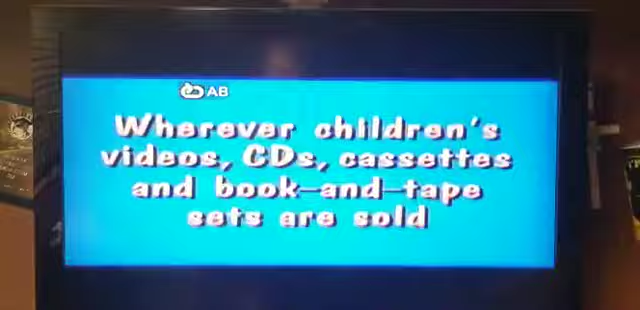 AB
Wherever children's
videos, CDs, cassettes
and book-and-tape
sets are sold